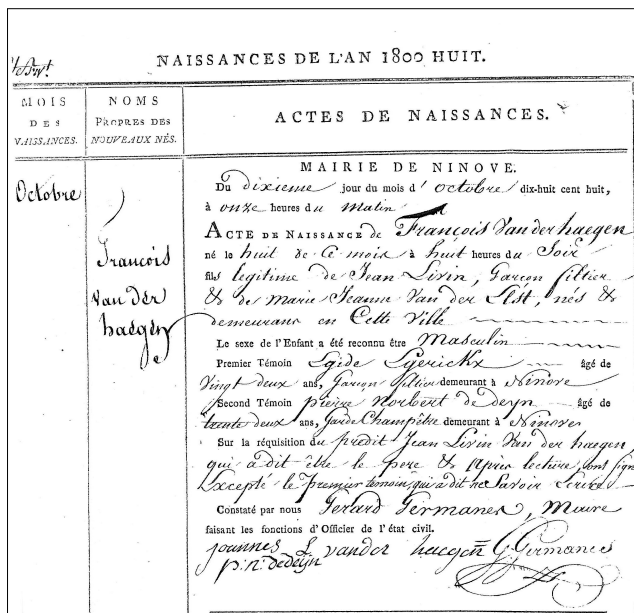 NAISSANCES DE L'AN 1800 HUIT.
MOIS
DES
NAISSANCES.
NOMS
PROPRES DES
NOUVEAUX NÉS.
ACTES DE NAISSANCES.
MAIRIE DE NINOVE.
Octobre
François
Van der
haegen
Du dixieme jour du mois d'octobre dix-huit cent huit,
à onze heures du matin
ACTE DE NAISSANCE de François Van der haegen
né le huit de ce mois à huit heures du Soir
fils legitime de Jean Livin, Garçon filtier
& de Marie Jeanne Van der Elst, nés &
demeurans en Cette Ville
Le sexe de l'Enfant a été reconnu être Masculin
Premier Témoin Egide Eyerickx âgé de
Vingt deux ans, Garçon filtier demeurant à Ninove
Second Témoin pierre Norbert de deyn âgé de
trente deux ans, Garde Champêtre demeurant à Ninove
Sur la réquisition du predit Jean Livin Van der haegen
qui a dit être le pere & Après lecture, ont signé
Excepté le Premier temoin, qui a dit ne Savoir Ecrire
Constaté par nous Gerard Germanes, Maire
faisant les fonctions d'Officier de l'état civil.
joannes L vander haegen G Germanes
p: n: dedeyn